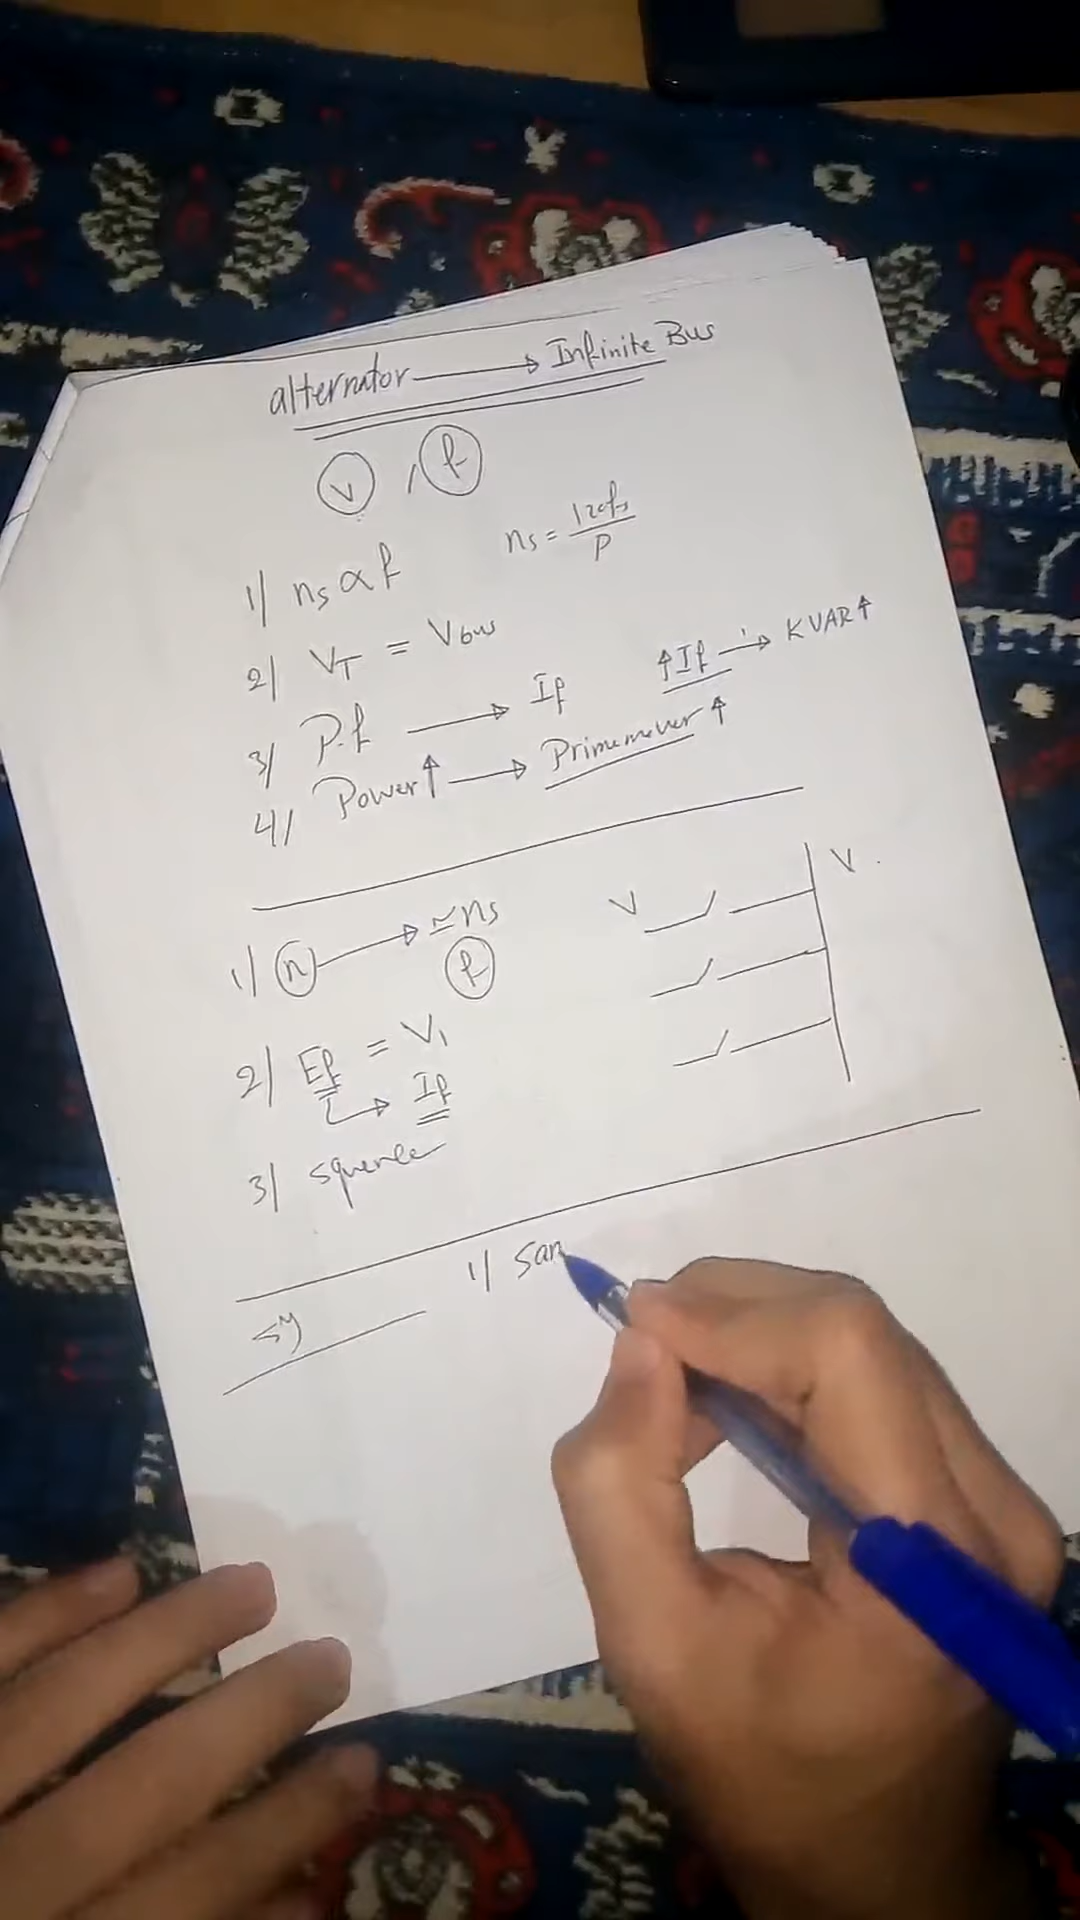 alternator → Infinite Bus
V , f
1/ ns ∝ f ns = 120fs / P
2/ VT = Vbus
3/ P.f → If ↑If → KVAR↑
4/ Power↑ → Primemover↑
1/ n → ≃ns
f
V V
2/ Ef = V1
↳ If
3/ squence
1/ San